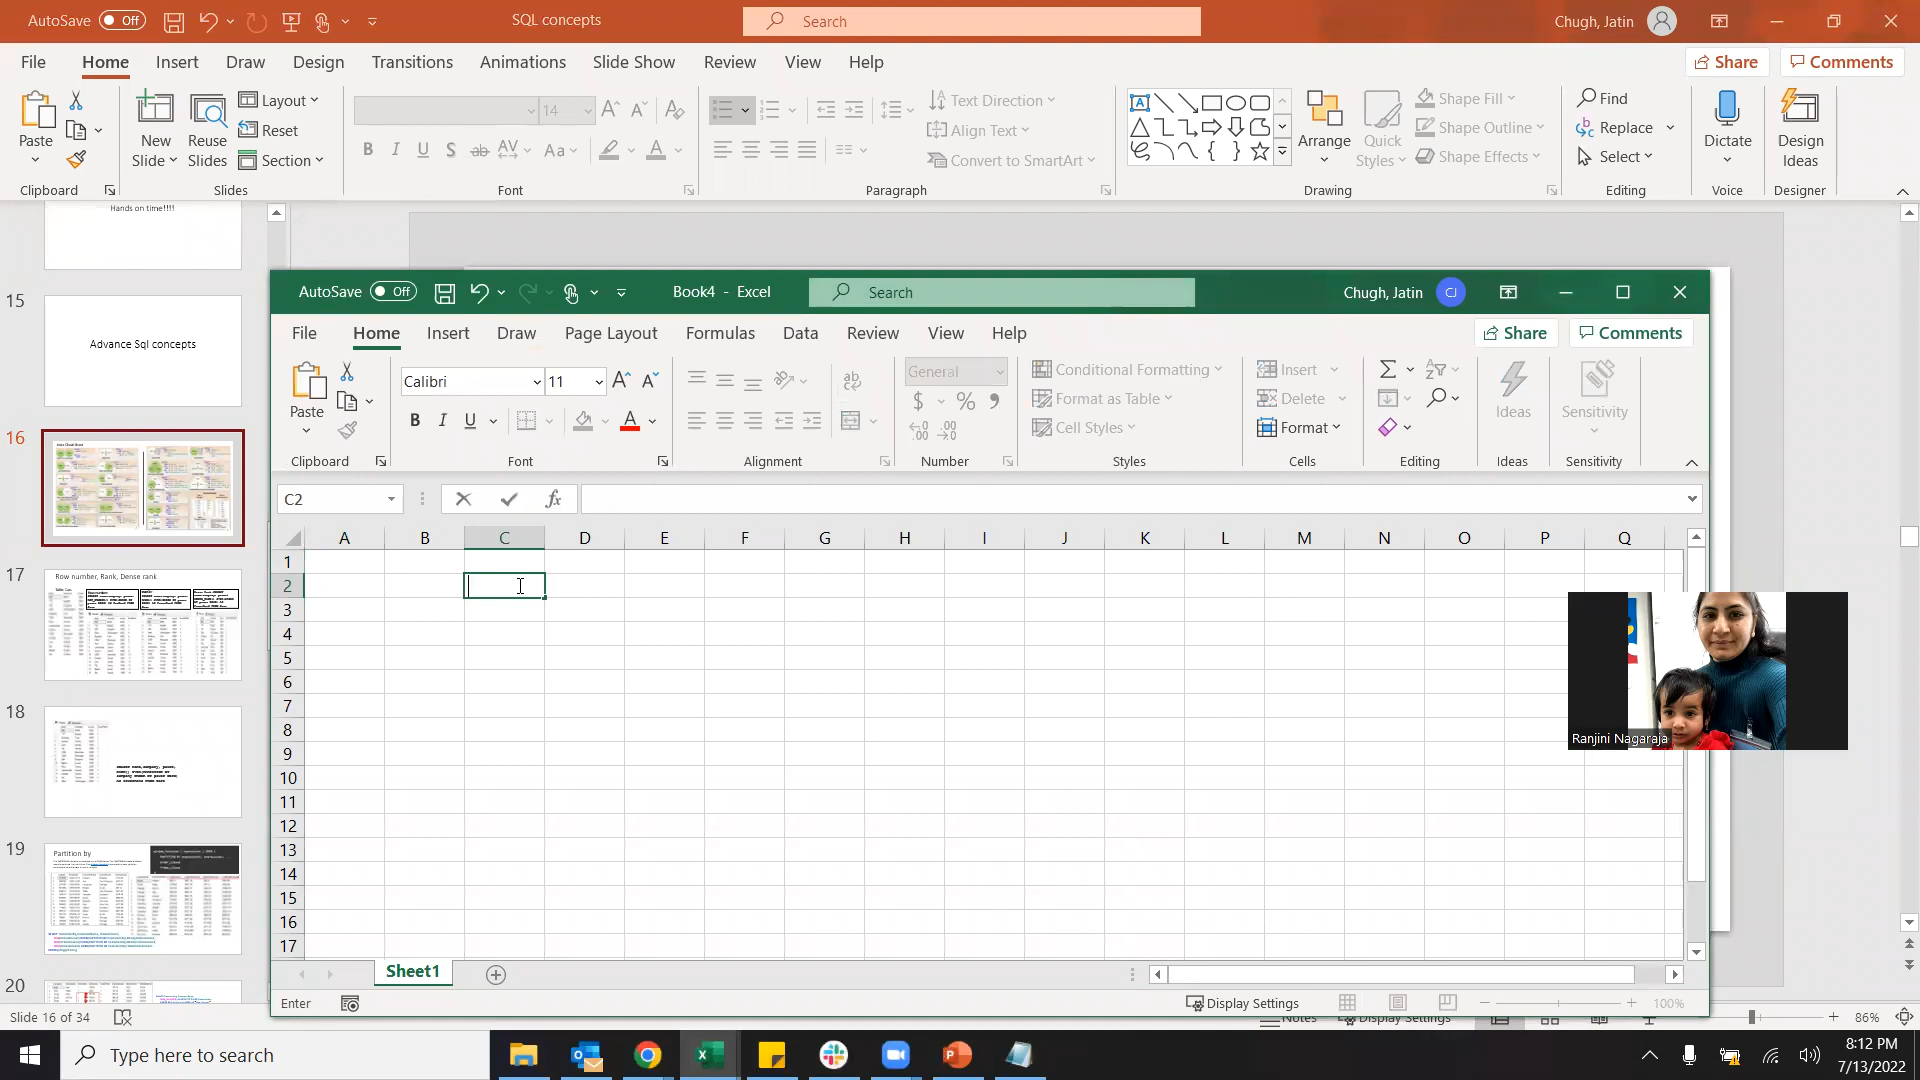 AutoSave Off SQL concepts Search Chugh, Jatin
File Home Insert Draw Design Transitions Animations Slide Show Review View Help Share Comments
Paste New Slide Reuse Slides Layout Reset Section
14
Text Direction Align Text Convert to SmartArt
Arrange Quick Styles Shape Fill Shape Outline Shape Effects
Find Replace Select
Dictate Design Ideas
Clipboard Slides Font Paragraph Drawing Editing Voice Designer
Hands on time!!!!
15
Advance Sql concepts
16
17
Row number, Rank, Dense rank
18
19
Partition by
20
AutoSave Off Book4 - Excel Search Chugh, Jatin CJ
File Home Insert Draw Page Layout Formulas Data Review View Help Share Comments
Paste Calibri 11 General
Conditional Formatting Format as Table Cell Styles
Insert Delete Format
Ideas Sensitivity
Clipboard Font Alignment Number Styles Cells Editing Ideas Sensitivity
C2 fx
A B C D E F G H I J K L M N O P Q
1
2
3
4
5
6
7
8
9
10
11
12
13
14
15
16
17
Ranjini Nagaraja
Sheet1
Enter Display Settings 100%
Slide 16 of 34 Notes Display Settings 86%
Type here to search
8:12 PM
7/13/2022